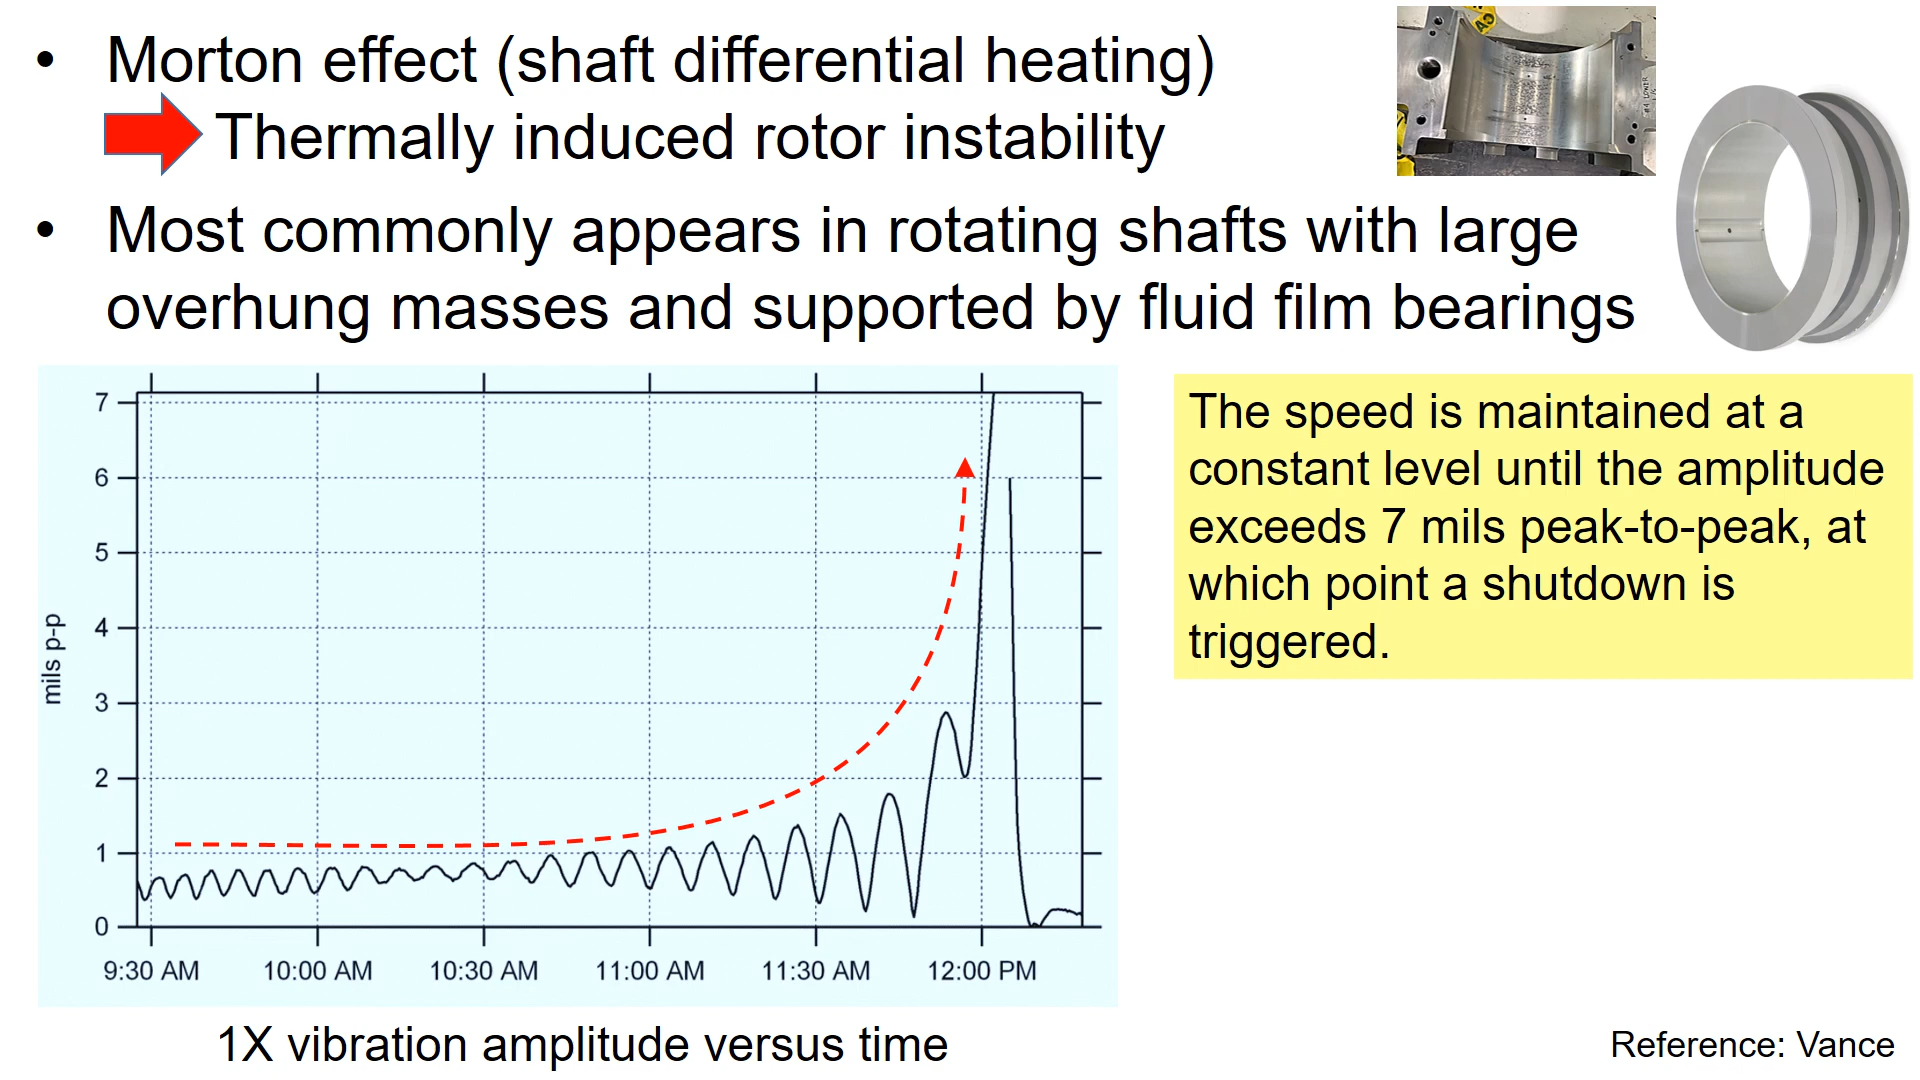 • Morton effect (shaft differential heating)
Thermally induced rotor instability
• Most commonly appears in rotating shafts with large
overhung masses and supported by fluid film bearings
The speed is maintained at a
constant level until the amplitude
exceeds 7 mils peak-to-peak, at
which point a shutdown is
triggered.
mils p-p
7
6
5
4
3
2
1
0
9:30 AM 10:00 AM 10:30 AM 11:00 AM 11:30 AM 12:00 PM
1X vibration amplitude versus time
Reference: Vance